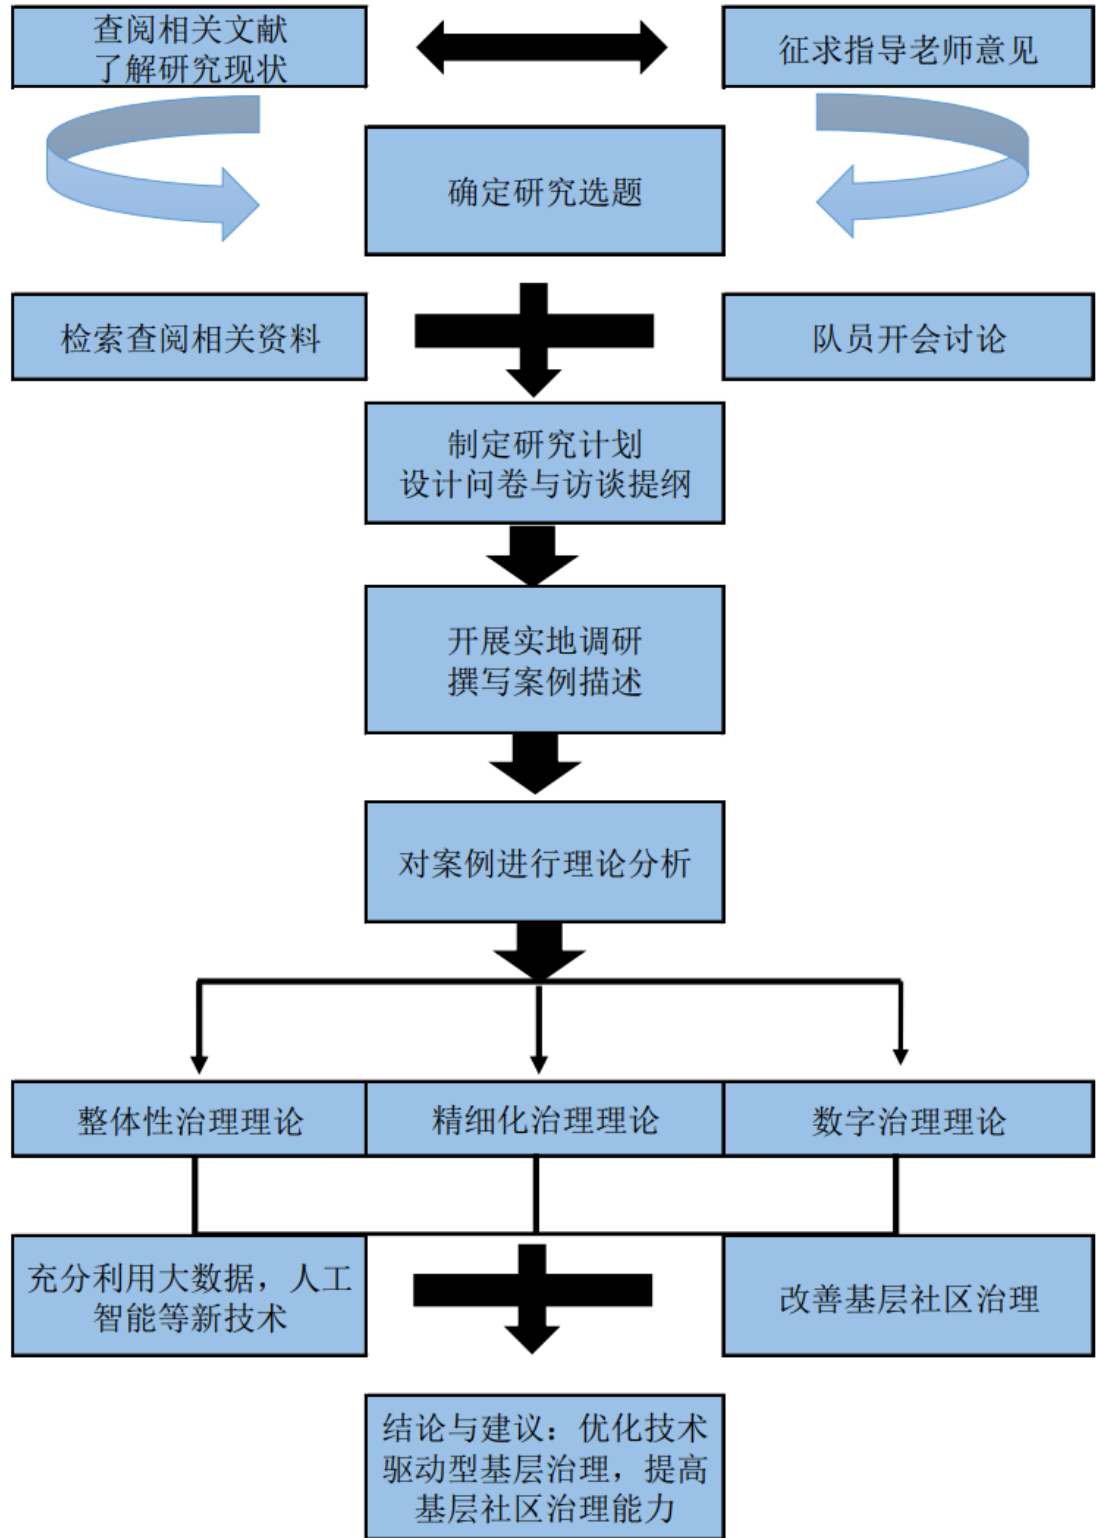 查阅相关文献
了解研究现状
征求指导老师意见
确定研究选题
检索查阅相关资料
队员开会讨论
制定研究计划
设计问卷与访谈提纲
开展实地调研
撰写案例描述
对案例进行理论分析
整体性治理理论
精细化治理理论
数字治理理论
充分利用大数据，人工
智能等新技术
改善基层社区治理
结论与建议：优化技术
驱动型基层治理，提高
基层社区治理能力